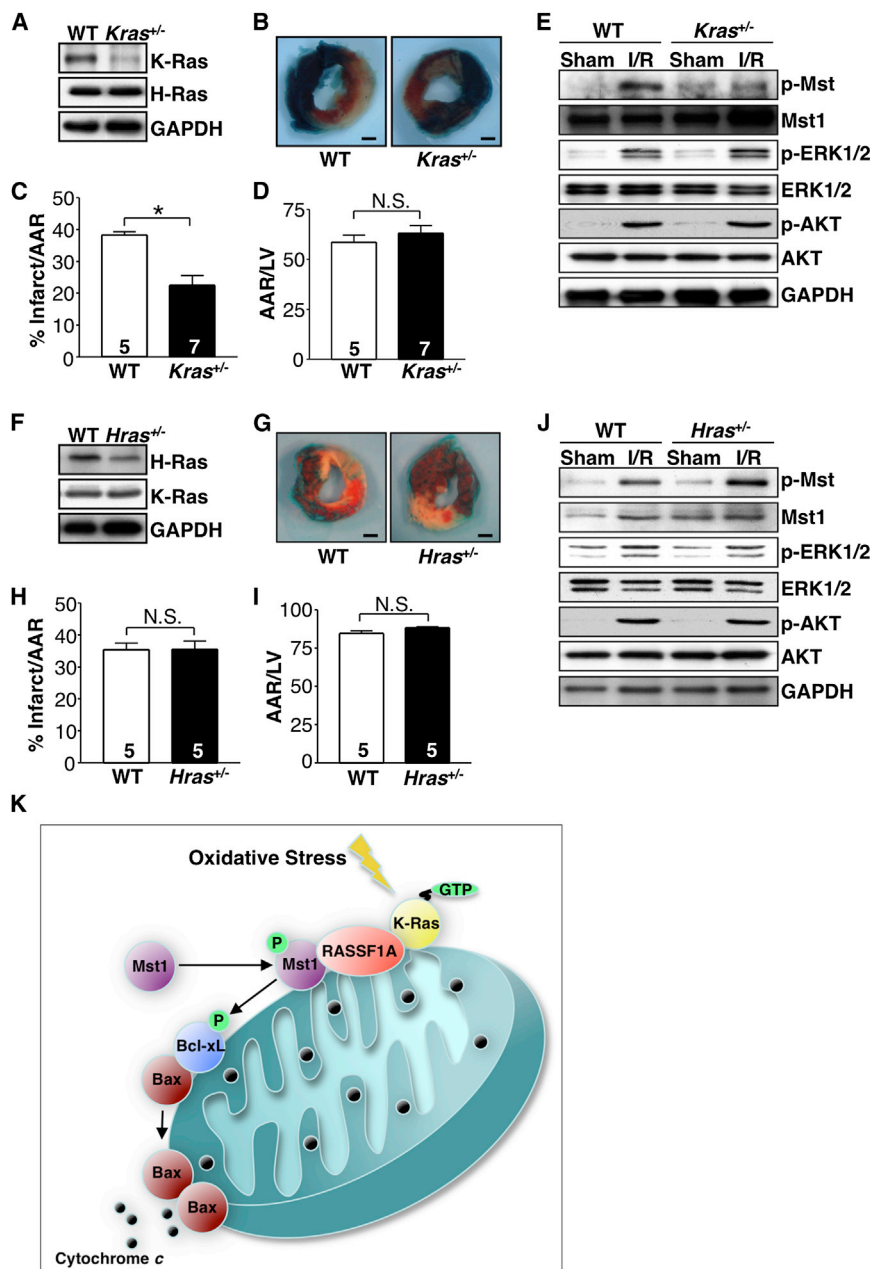 A
WT Kras+/-
K-Ras
H-Ras
GAPDH
B
WT
Kras+/-
C
% Infarct/AAR
50
40
30
20
10
0
*
5
7
WT
Kras+/-
D
AAR/LV
75
50
25
0
N.S.
5
7
WT
Kras+/-
E
WT
Kras+/-
Sham I/R Sham I/R
p-Mst
Mst1
p-ERK1/2
ERK1/2
p-AKT
AKT
GAPDH
F
WT Hras+/-
H-Ras
K-Ras
GAPDH
G
WT
Hras+/-
H
% Infarct/AAR
50
40
30
20
10
0
N.S.
5
5
WT
Hras+/-
I
AAR/LV
100
75
50
25
0
N.S.
5
5
WT
Hras+/-
J
WT
Hras+/-
Sham I/R Sham I/R
p-Mst
Mst1
p-ERK1/2
ERK1/2
p-AKT
AKT
GAPDH
K
Oxidative Stress
GTP
K-Ras
RASSF1A
P
Mst1
Mst1
P
Bcl-xL
Bax
Bax
Bax
Cytochrome c